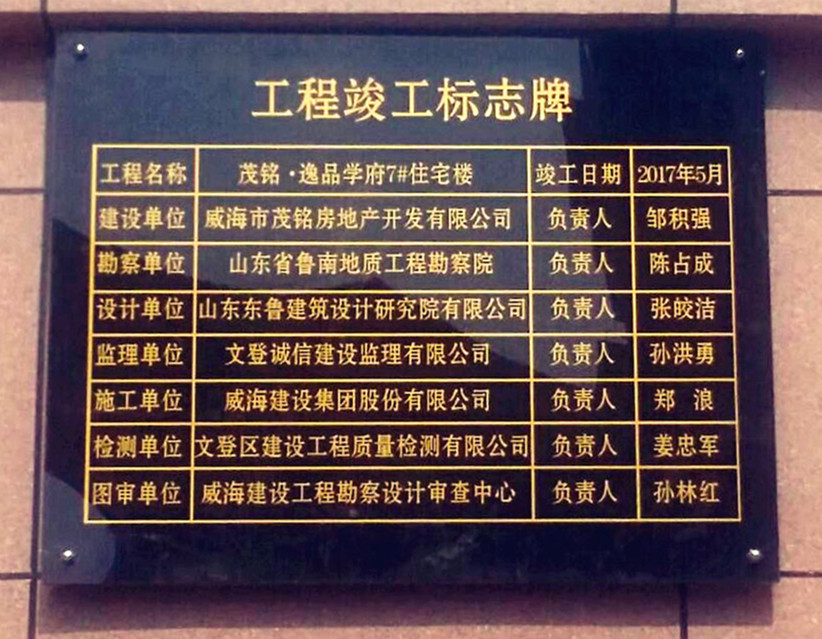 工程竣工标志牌
工程名称 茂铭·逸品学府7#住宅楼 竣工日期 2017年5月
建设单位 威海市茂铭房地产开发有限公司 负责人 邹积强
勘察单位 山东省鲁南地质工程勘察院 负责人 陈占成
设计单位 山东东鲁建筑设计研究院有限公司 负责人 张皎洁
监理单位 文登诚信建设监理有限公司 负责人 孙洪勇
施工单位 威海建设集团股份有限公司 负责人 郑 浪
检测单位 文登区建设工程质量检测有限公司 负责人 姜忠军
图审单位 威海建设工程勘察设计审查中心 负责人 孙林红